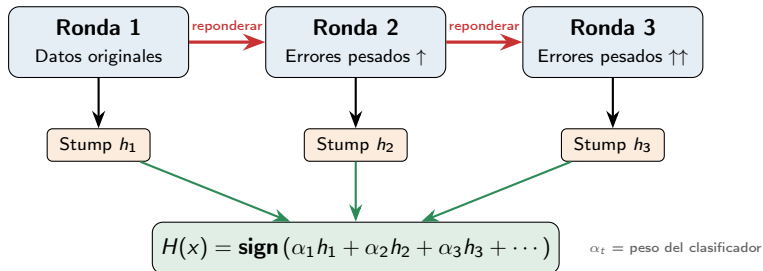 Ronda 1
Datos originales
reponderar
Ronda 2
Errores pesados ↑
reponderar
Ronda 3
Errores pesados ↑↑
Stump h₁
Stump h₂
Stump h₃
H(x) = sign (α₁h₁ + α₂h₂ + α₃h₃ + ⋯)
αₜ = peso del clasificador